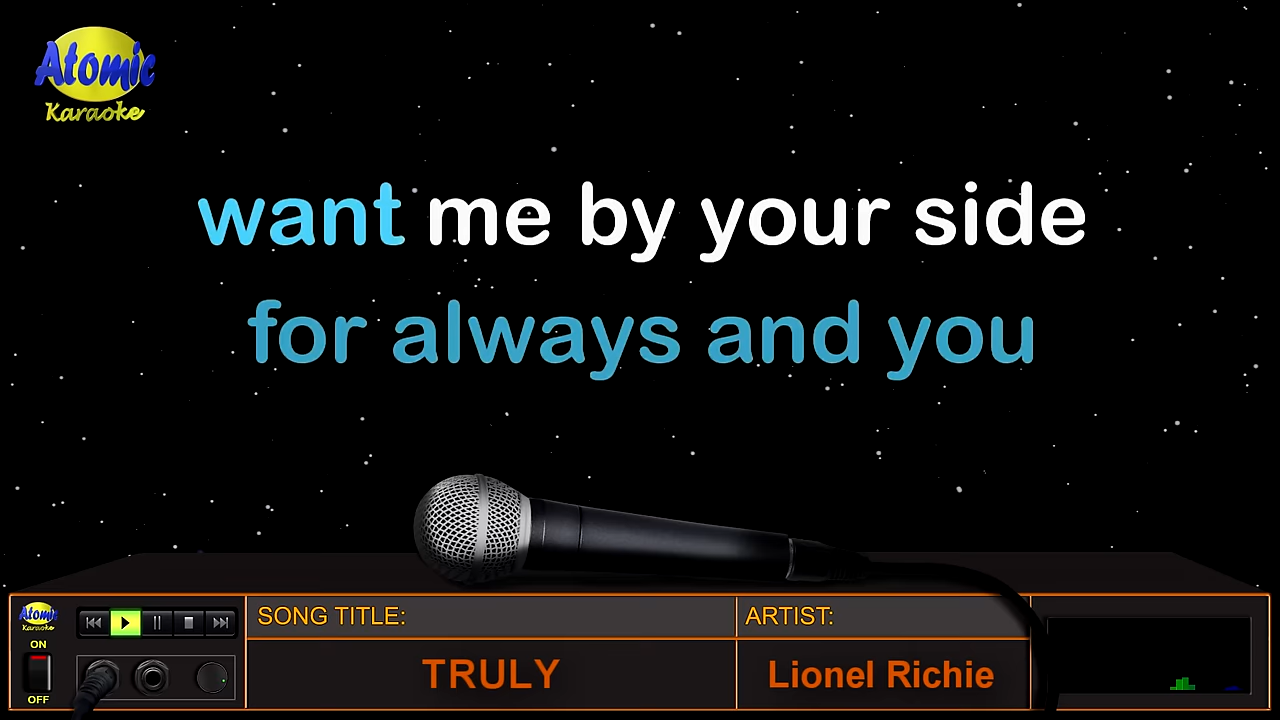 Atomic
Karaoke
want me by your side
for always and you
Atomic
Karaoke
ON
OFF
SONG TITLE:
TRULY
ARTIST:
Lionel Richie